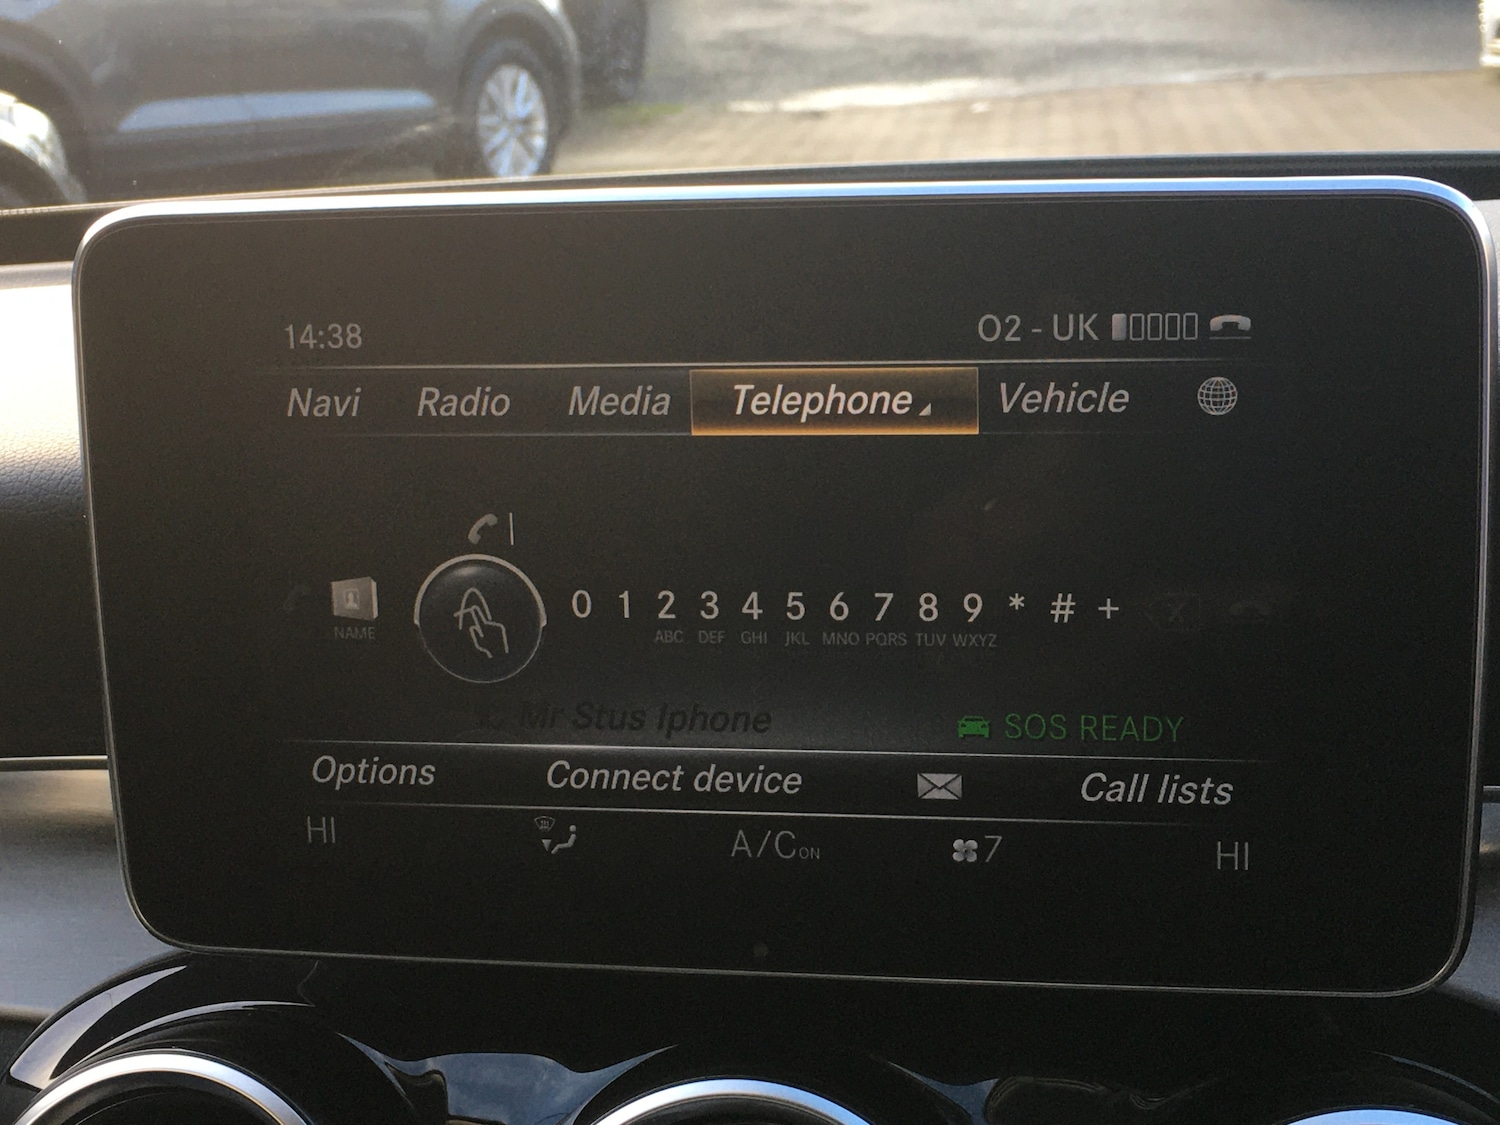 14:38 O2 - UK
Navi Radio Media Telephone Vehicle
0 1 2 3 4 5 6 7 8 9 * # +
NAME ABC DEF GHI JKL MNO PQRS TUV WXYZ
Mr Stus Iphone SOS READY
Options Connect device Call lists
HI A/C ON 7 HI